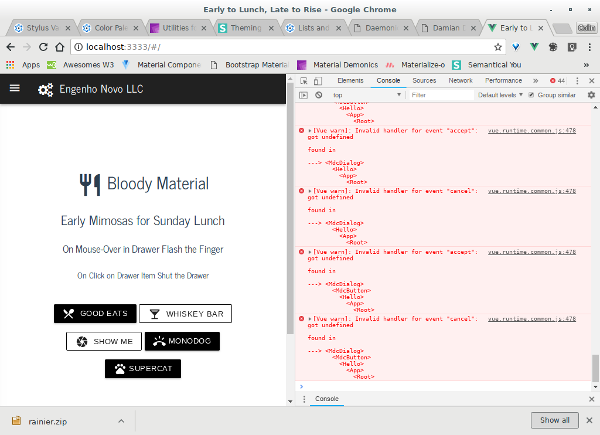 Early to Lunch, Late to Rise - Google Chrome
Stylus Va
Color Pale
Utilities f
Theming
Lists and
Daemoni
Damian D
Early to L
localhost:3333/#/
Apps
Awesomes W3
Material Compone
Bootstrap Material
Material Demonics
Materialize-o
Semantical You
»
Engenho Novo LLC
Bloody Material
Early Mimosas for Sunday Lunch
On Mouse-Over in Drawer Flash the Finger
On Click on Drawer Item Shut the Drawer
GOOD EATS
WHISKEY BAR
SHOW ME
MONODOG
SUPERCAT
Elements Console Sources Network Performance » 44
top Filter Default levels Group similar
<Hello>
<App>
<Root>
[Vue warn]: Invalid handler for event "accept": vue.runtime.common.js:478
got undefined
found in
---> <MdcDialog>
<Hello>
<App>
<Root>
[Vue warn]: Invalid handler for event "cancel": vue.runtime.common.js:478
got undefined
found in
---> <MdcDialog>
<Hello>
<App>
<Root>
[Vue warn]: Invalid handler for event "accept": vue.runtime.common.js:478
got undefined
found in
---> <MdcDialog>
<MdcButton>
<Hello>
<App>
<Root>
[Vue warn]: Invalid handler for event "cancel": vue.runtime.common.js:478
got undefined
found in
---> <MdcDialog>
<MdcButton>
<Hello>
<App>
<Root>
Console
rainier.zip
Show all